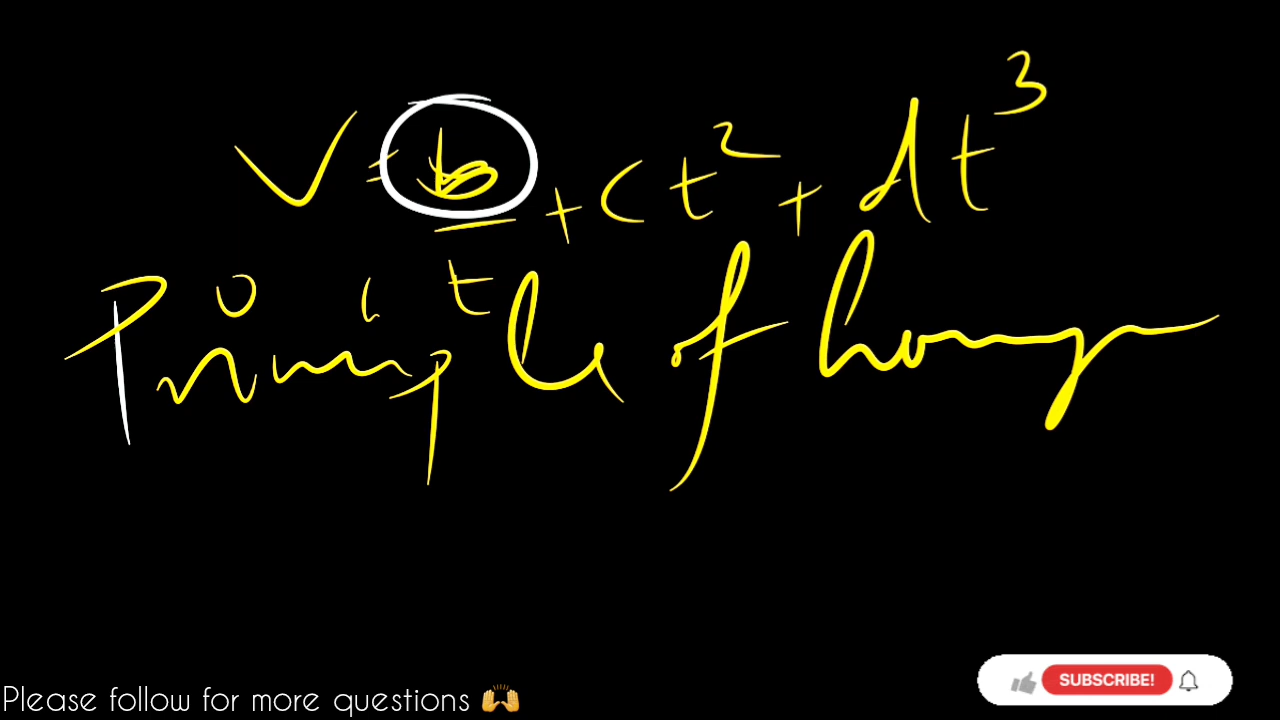 V = b/t + ct² + dt³
Principle of homog
Please follow for more questions 🙌
SUBSCRIBE!